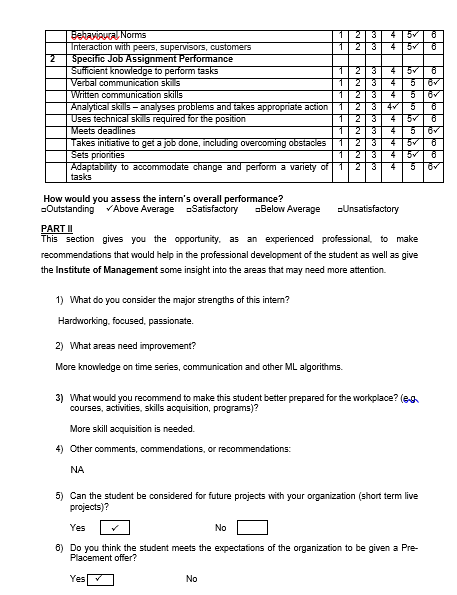 Behavioural Norms 1 2 3 4 5✓ 6
Interaction with peers, supervisors, customers 1 2 3 4 5✓ 6
2 Specific Job Assignment Performance
Sufficient knowledge to perform tasks 1 2 3 4 5✓ 6
Verbal communication skills 1 2 3 4 5 6✓
Written communication skills 1 2 3 4 5 6✓
Analytical skills – analyses problems and takes appropriate action 1 2 3 4✓ 5 6
Uses technical skills required for the position 1 2 3 4 5✓ 6
Meets deadlines 1 2 3 4 5 6✓
Takes initiative to get a job done, including overcoming obstacles 1 2 3 4 5✓ 6
Sets priorities 1 2 3 4 5✓ 6
Adaptability to accommodate change and perform a variety of 1 2 3 4 5 6✓
tasks
How would you assess the intern's overall performance?
□Outstanding ✓Above Average □Satisfactory □Below Average □Unsatisfactory
PART II
This section gives you the opportunity, as an experienced professional, to make
recommendations that would help in the professional development of the student as well as give
the Institute of Management some insight into the areas that may need more attention.
1) What do you consider the major strengths of this intern?
Hardworking, focused, passionate.
2) What areas need improvement?
More knowledge on time series, communication and other ML algorithms.
3) What would you recommend to make this student better prepared for the workplace? (e.g.
courses, activities, skills acquisition, programs)?
More skill acquisition is needed.
4) Other comments, commendations, or recommendations:
NA
5) Can the student be considered for future projects with your organization (short term live
projects)?
Yes ✓ No
6) Do you think the student meets the expectations of the organization to be given a Pre-
Placement offer?
Yes ✓ No